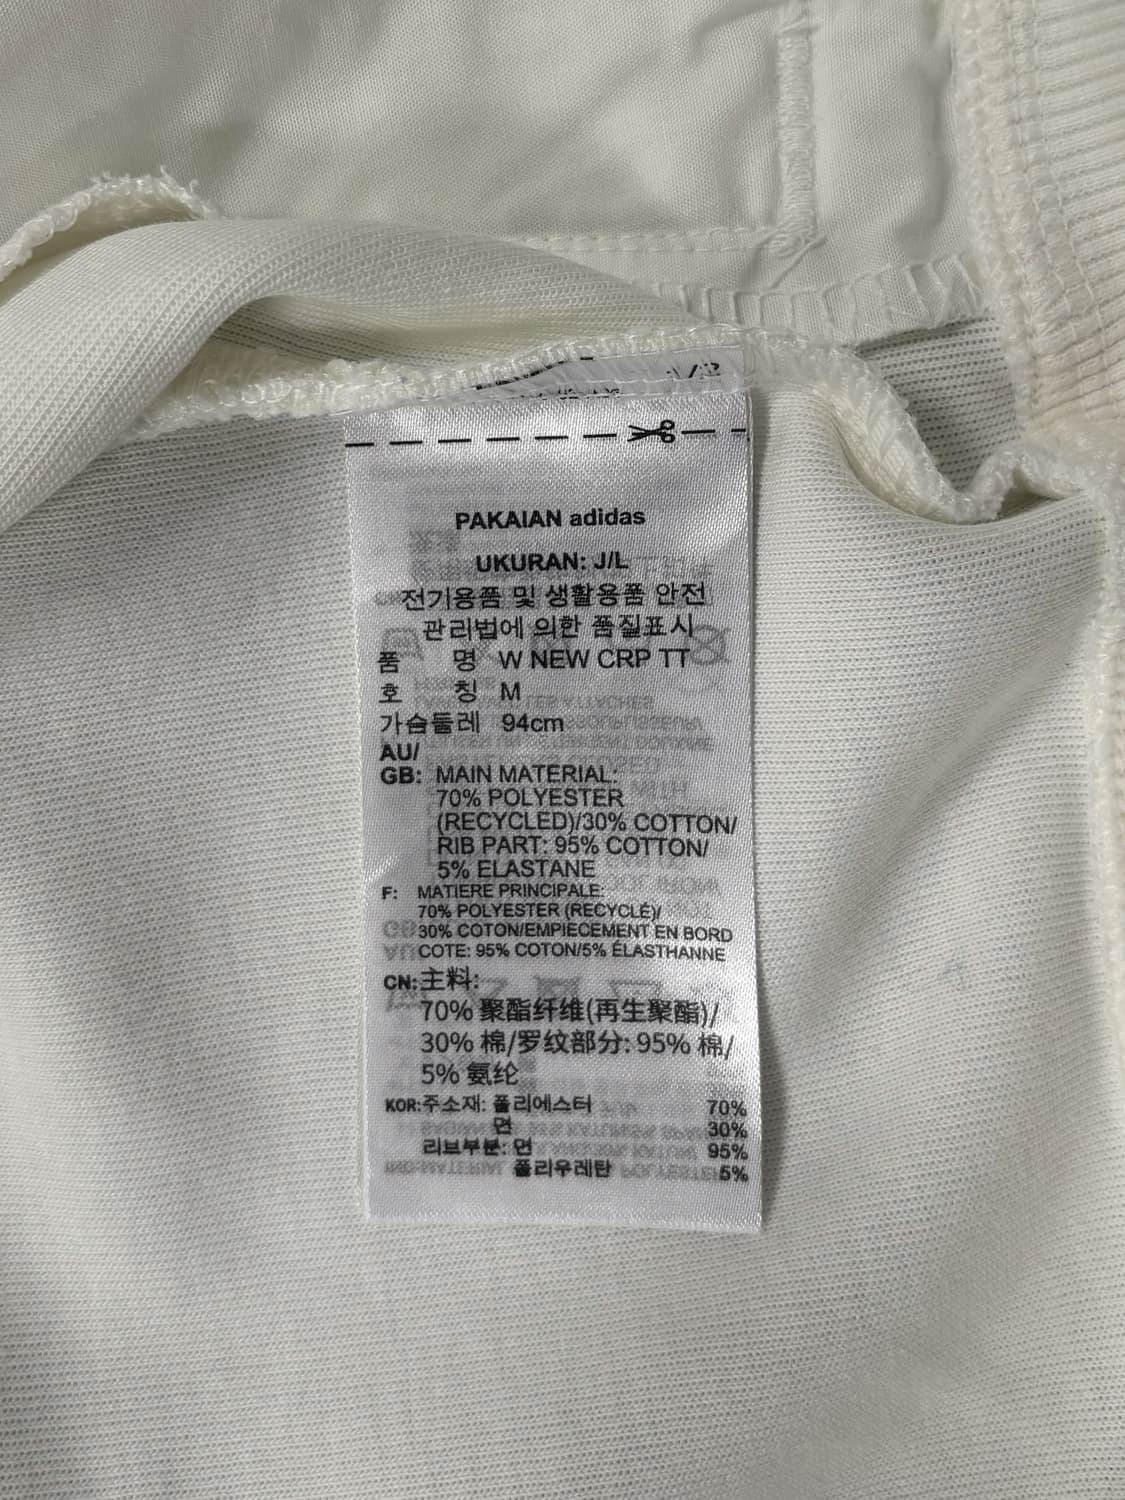 PAKAIAN adidas
UKURAN: J/L
전기용품 및 생활용품 안전
관리법에 의한 품질표시
품 명 W NEW CRP TT
호 칭 M
가슴둘레 94cm
AU/
GB: MAIN MATERIAL:
70% POLYESTER
(RECYCLED)/30% COTTON/
RIB PART: 95% COTTON/
5% ELASTANE
F: MATIERE PRINCIPALE:
70% POLYESTER (RECYCLÉ)/
30% COTON/EMPIECEMENT EN BORD
COTE: 95% COTON/5% ÉLASTHANNE
CN: 主料:
70% 聚酯纤维(再生聚酯)/
30% 棉/罗纹部分: 95% 棉/
5% 氨纶
KOR: 주소재: 폴리에스터 70%
면 30%
리브부분: 면 95%
폴리우레탄 5%